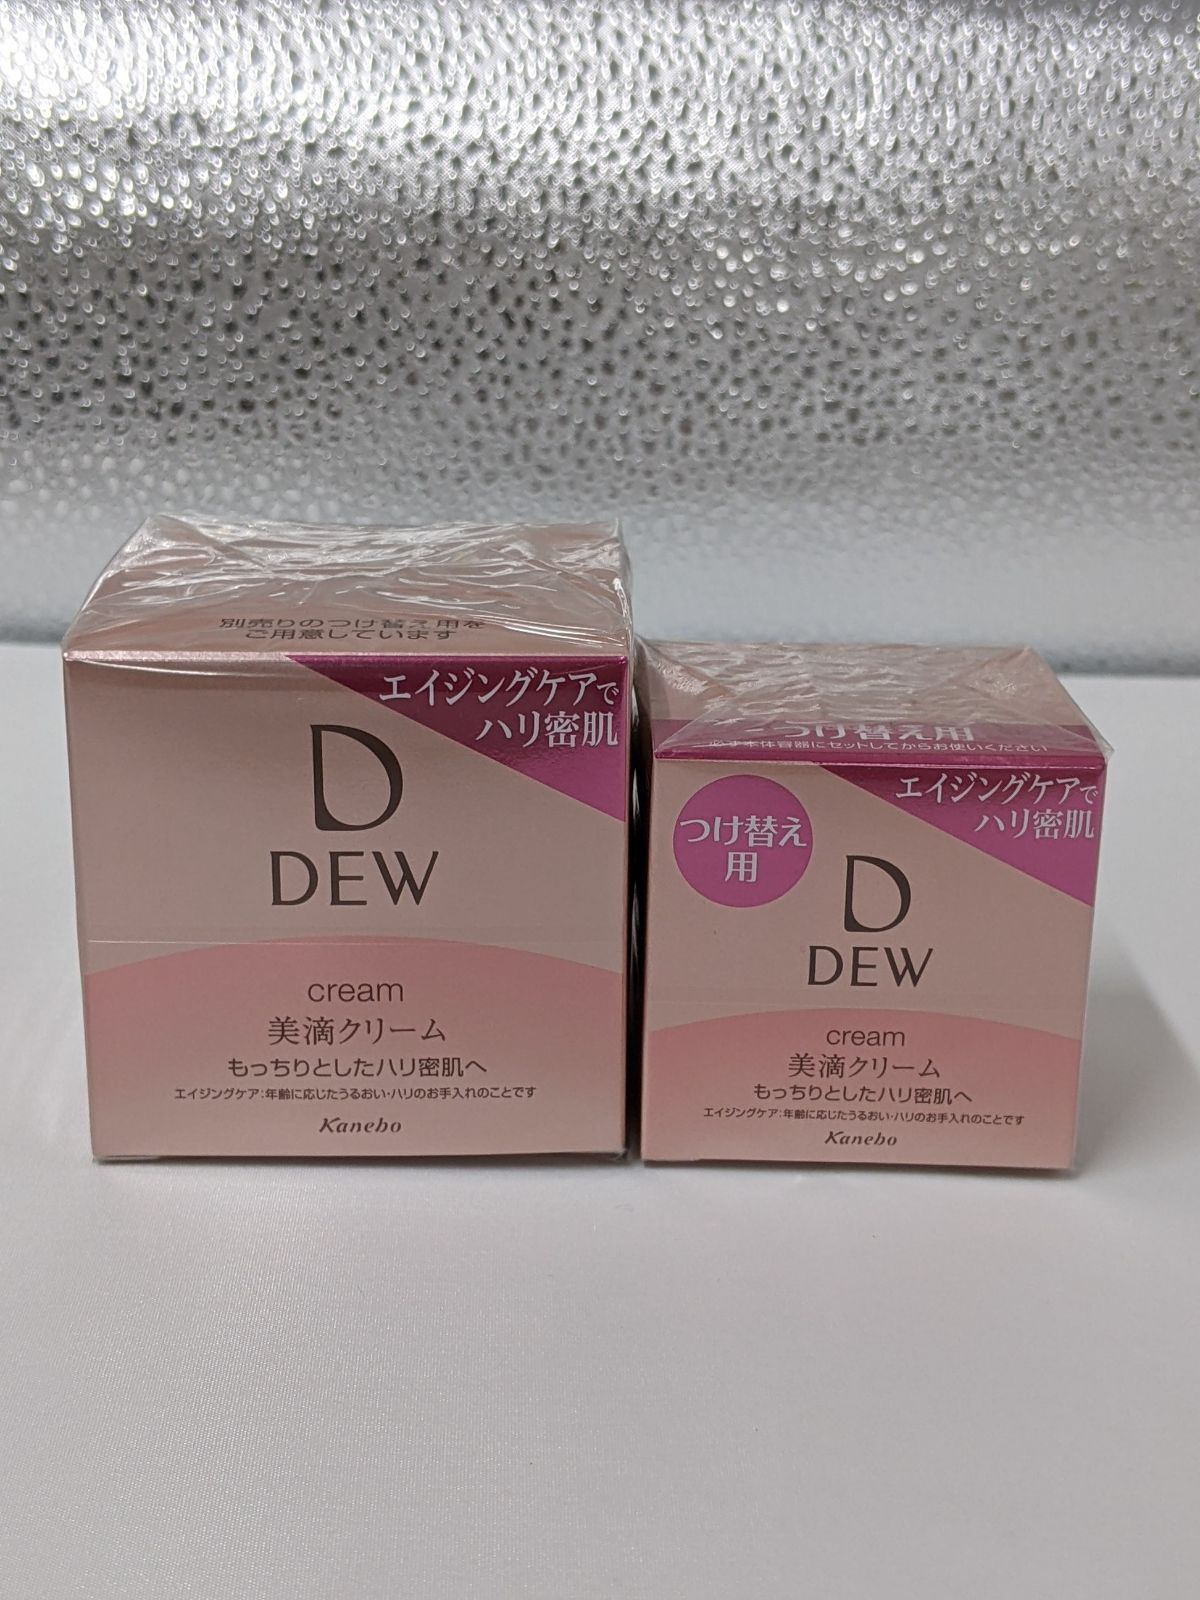 別売りのつけ替え用を
ご用意しています
エイジングケアで
ハリ密肌
D
DEW
cream
美滴クリーム
もっちりとしたハリ密肌へ
エイジングケア:年齢に応じたうるおい・ハリのお手入れのことです
Kanebo
つけ替え用
必ず本体容器にセットしてからお使いください
エイジングケアで
ハリ密肌
つけ替え
用
D
DEW
cream
美滴クリーム
もっちりとしたハリ密肌へ
エイジングケア:年齢に応じたうるおい・ハリのお手入れのことです
Kanebo